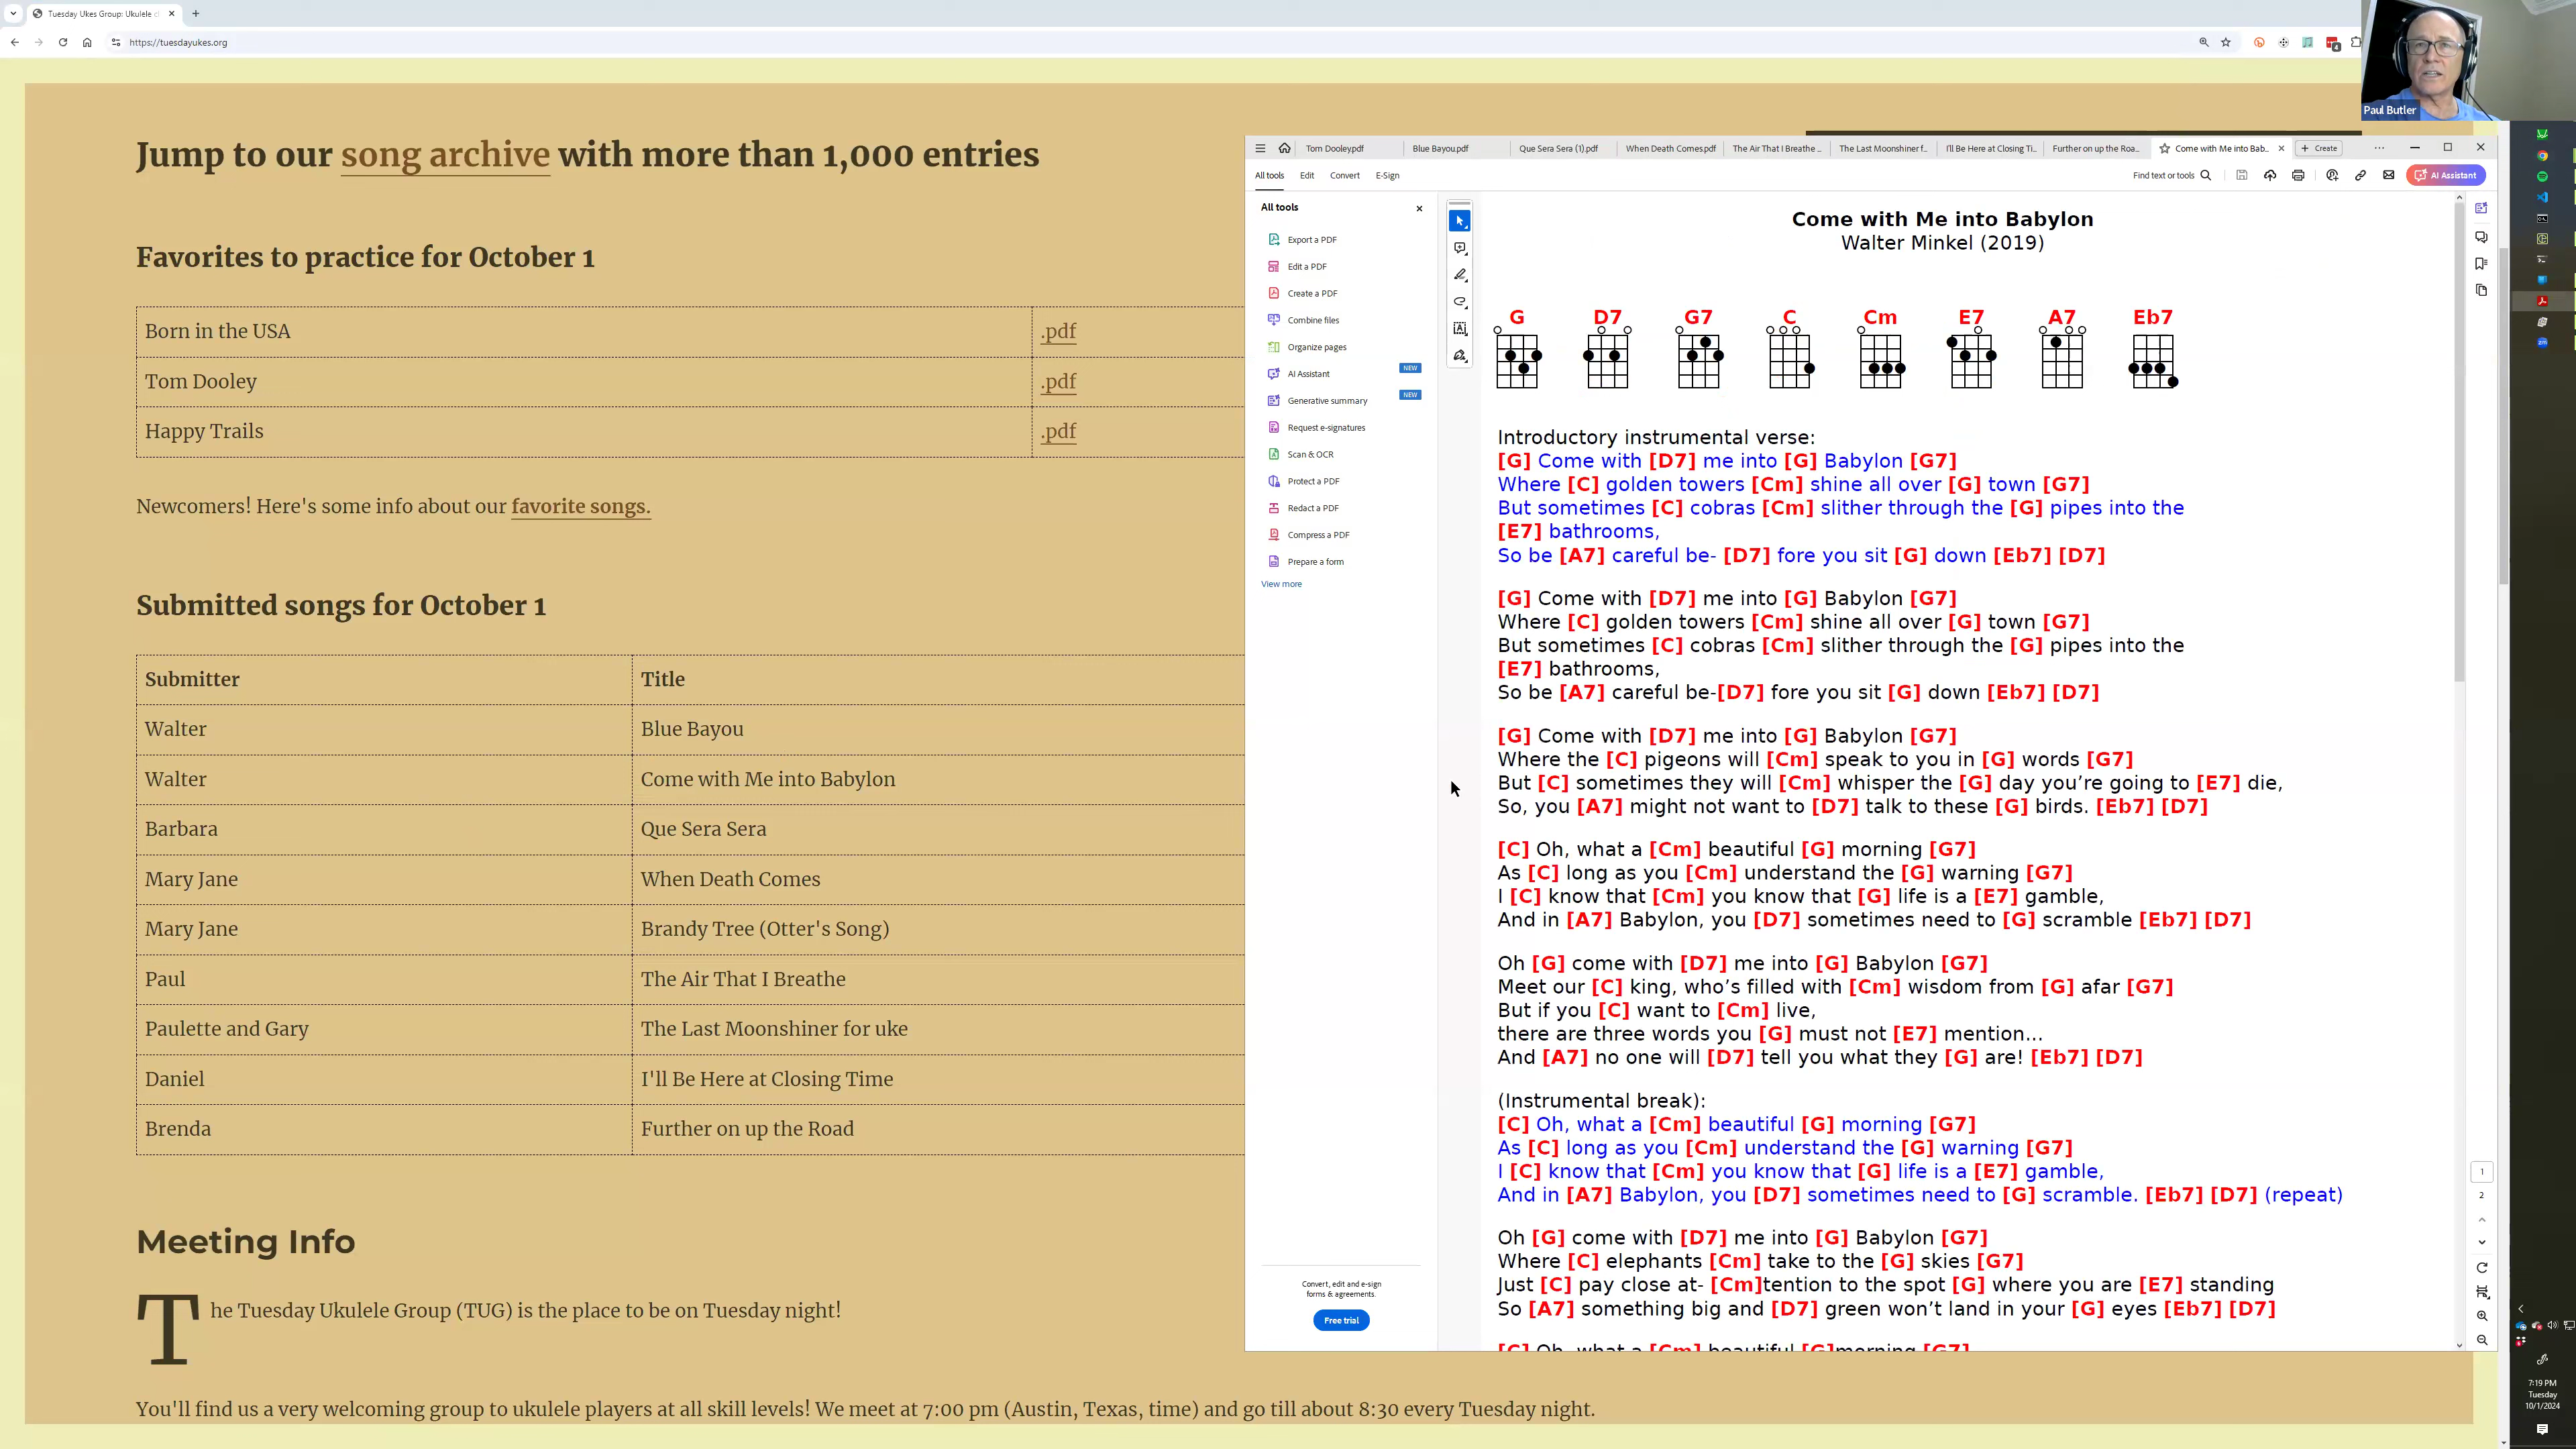 Tuesday Ukes Group: Ukulele cl
https://tuesdayukes.org
Paul Butler
Jump to our song archive with more than 1,000 entries
Favorites to practice for October 1
Born in the USA .pdf
Tom Dooley .pdf
Happy Trails .pdf
Newcomers! Here's some info about our favorite songs.
Submitted songs for October 1
Submitter Title
Walter Blue Bayou
Walter Come with Me into Babylon
Barbara Que Sera Sera
Mary Jane When Death Comes
Mary Jane Brandy Tree (Otter's Song)
Paul The Air That I Breathe
Paulette and Gary The Last Moonshiner for uke
Daniel I'll Be Here at Closing Time
Brenda Further on up the Road
Meeting Info
The Tuesday Ukulele Group (TUG) is the place to be on Tuesday night!
You'll find us a very welcoming group to ukulele players at all skill levels! We meet at 7:00 pm (Austin, Texas, time) and go till about 8:30 every Tuesday night.
Tom Dooley.pdf Blue Bayou.pdf Que Sera Sera (1).pdf When Death Comes.pdf The Air That I Breathe ... The Last Moonshiner f... I'll Be Here at Closing Ti... Further on up the Roa... Come with Me into Bab... Create
All tools Edit Convert E-Sign Find text or tools AI Assistant
All tools
Export a PDF
Edit a PDF
Create a PDF
Combine files
Organize pages
AI Assistant NEW
Generative summary NEW
Request e-signatures
Scan & OCR
Protect a PDF
Redact a PDF
Compress a PDF
Prepare a form
View more
Convert, edit and e-sign
forms & agreements.
Free trial
Come with Me into Babylon
Walter Minkel (2019)
G D7 G7 C Cm E7 A7 Eb7
Introductory instrumental verse:
[G] Come with [D7] me into [G] Babylon [G7]
Where [C] golden towers [Cm] shine all over [G] town [G7]
But sometimes [C] cobras [Cm] slither through the [G] pipes into the
[E7] bathrooms,
So be [A7] careful be- [D7] fore you sit [G] down [Eb7] [D7]
[G] Come with [D7] me into [G] Babylon [G7]
Where [C] golden towers [Cm] shine all over [G] town [G7]
But sometimes [C] cobras [Cm] slither through the [G] pipes into the
[E7] bathrooms,
So be [A7] careful be-[D7] fore you sit [G] down [Eb7] [D7]
[G] Come with [D7] me into [G] Babylon [G7]
Where the [C] pigeons will [Cm] speak to you in [G] words [G7]
But [C] sometimes they will [Cm] whisper the [G] day you’re going to [E7] die,
So, you [A7] might not want to [D7] talk to these [G] birds. [Eb7] [D7]
[C] Oh, what a [Cm] beautiful [G] morning [G7]
As [C] long as you [Cm] understand the [G] warning [G7]
I [C] know that [Cm] you know that [G] life is a [E7] gamble,
And in [A7] Babylon, you [D7] sometimes need to [G] scramble [Eb7] [D7]
Oh [G] come with [D7] me into [G] Babylon [G7]
Meet our [C] king, who’s filled with [Cm] wisdom from [G] afar [G7]
But if you [C] want to [Cm] live,
there are three words you [G] must not [E7] mention...
And [A7] no one will [D7] tell you what they [G] are! [Eb7] [D7]
(Instrumental break):
[C] Oh, what a [Cm] beautiful [G] morning [G7]
As [C] long as you [Cm] understand the [G] warning [G7]
I [C] know that [Cm] you know that [G] life is a [E7] gamble,
And in [A7] Babylon, you [D7] sometimes need to [G] scramble. [Eb7] [D7] (repeat)
Oh [G] come with [D7] me into [G] Babylon [G7]
Where [C] elephants [Cm] take to the [G] skies [G7]
Just [C] pay close at- [Cm]tention to the spot [G] where you are [E7] standing
So [A7] something big and [D7] green won’t land in your [G] eyes [Eb7] [D7]
[C] Oh, what a [Cm] beautiful [G]morning [G7]
1
2
7:19 PM
Tuesday
10/1/2024